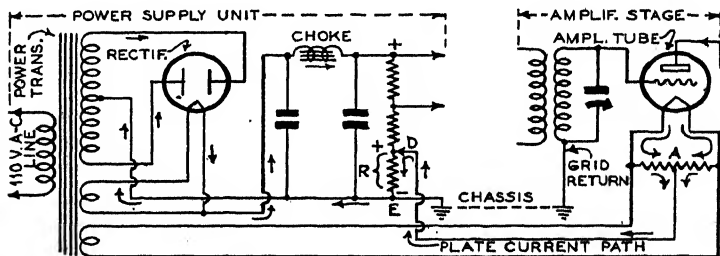 POWER SUPPLY UNIT
AMPLIF. STAGE
POWER TRANS.
RECTIF.
CHOKE
+
AMPL. TUBE
110 V. A-C
LINE
+
D
R
-
E
CHASSIS
GRID
RETURN
A
PLATE CURRENT PATH